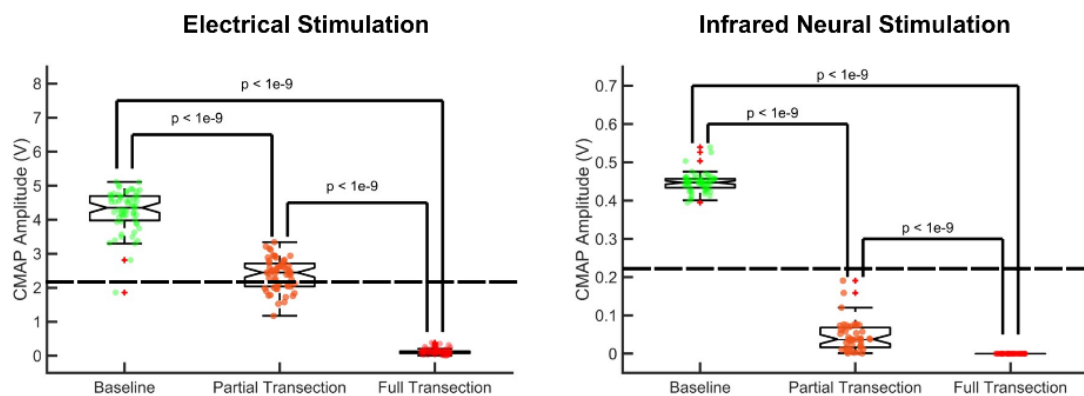 Electrical Stimulation
CMAP Amplitude (V)
8
7
6
5
4
3
2
1
0
p < 1e-9
p < 1e-9
p < 1e-9
Baseline
Partial Transection
Full Transection
Infrared Neural Stimulation
CMAP Amplitude (V)
0.7
0.6
0.5
0.4
0.3
0.2
0.1
0
p < 1e-9
p < 1e-9
p < 1e-9
Baseline
Partial Transection
Full Transection